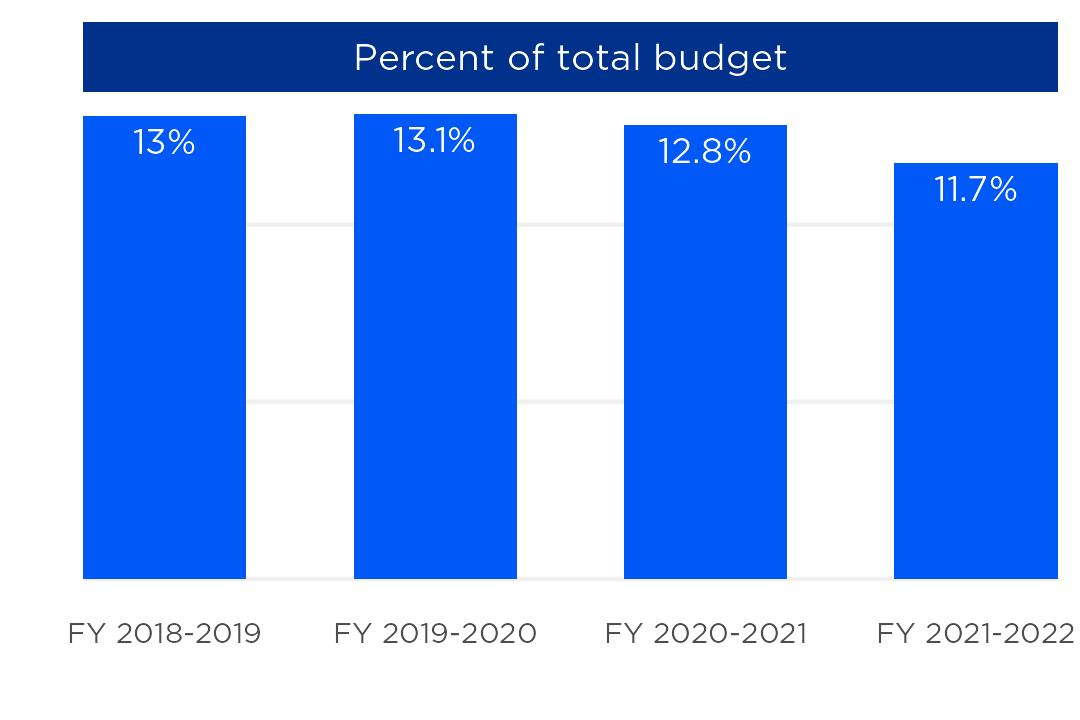 Percent of total budget
13%
13.1%
12.8%
11.7%
FY 2018-2019
FY 2019-2020
FY 2020-2021
FY 2021-2022